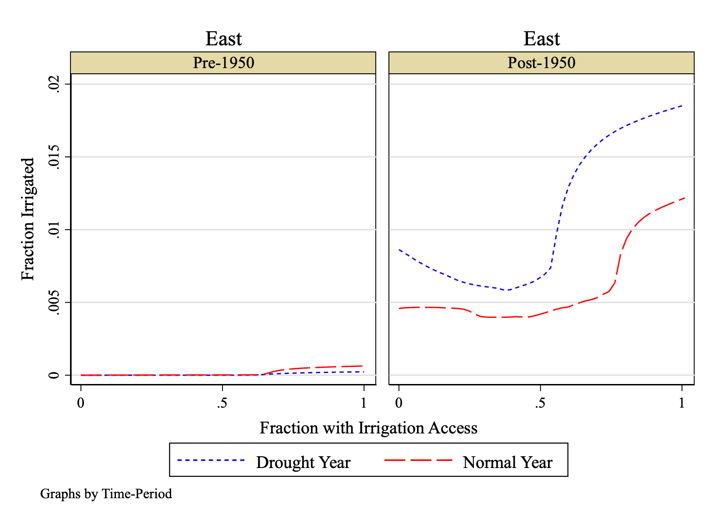 East
East
Pre-1950
Post-1950
Fraction Irrigated
.02
.015
.01
.005
0
0
.5
1
0
.5
1
Fraction with Irrigation Access
Drought Year
Normal Year
Graphs by Time-Period